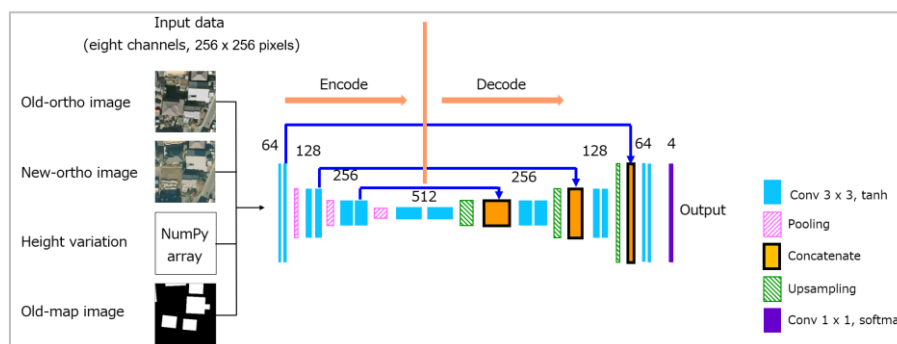 Input data
(eight channels, 256 x 256 pixels)
Encode
Decode
Old-ortho image
New-ortho image
Height variation
NumPy
array
Old-map image
64
128
256
512
256
128
64
4
Output
Conv 3 x 3, tanh
Pooling
Concatenate
Upsampling
Conv 1 x 1, softma